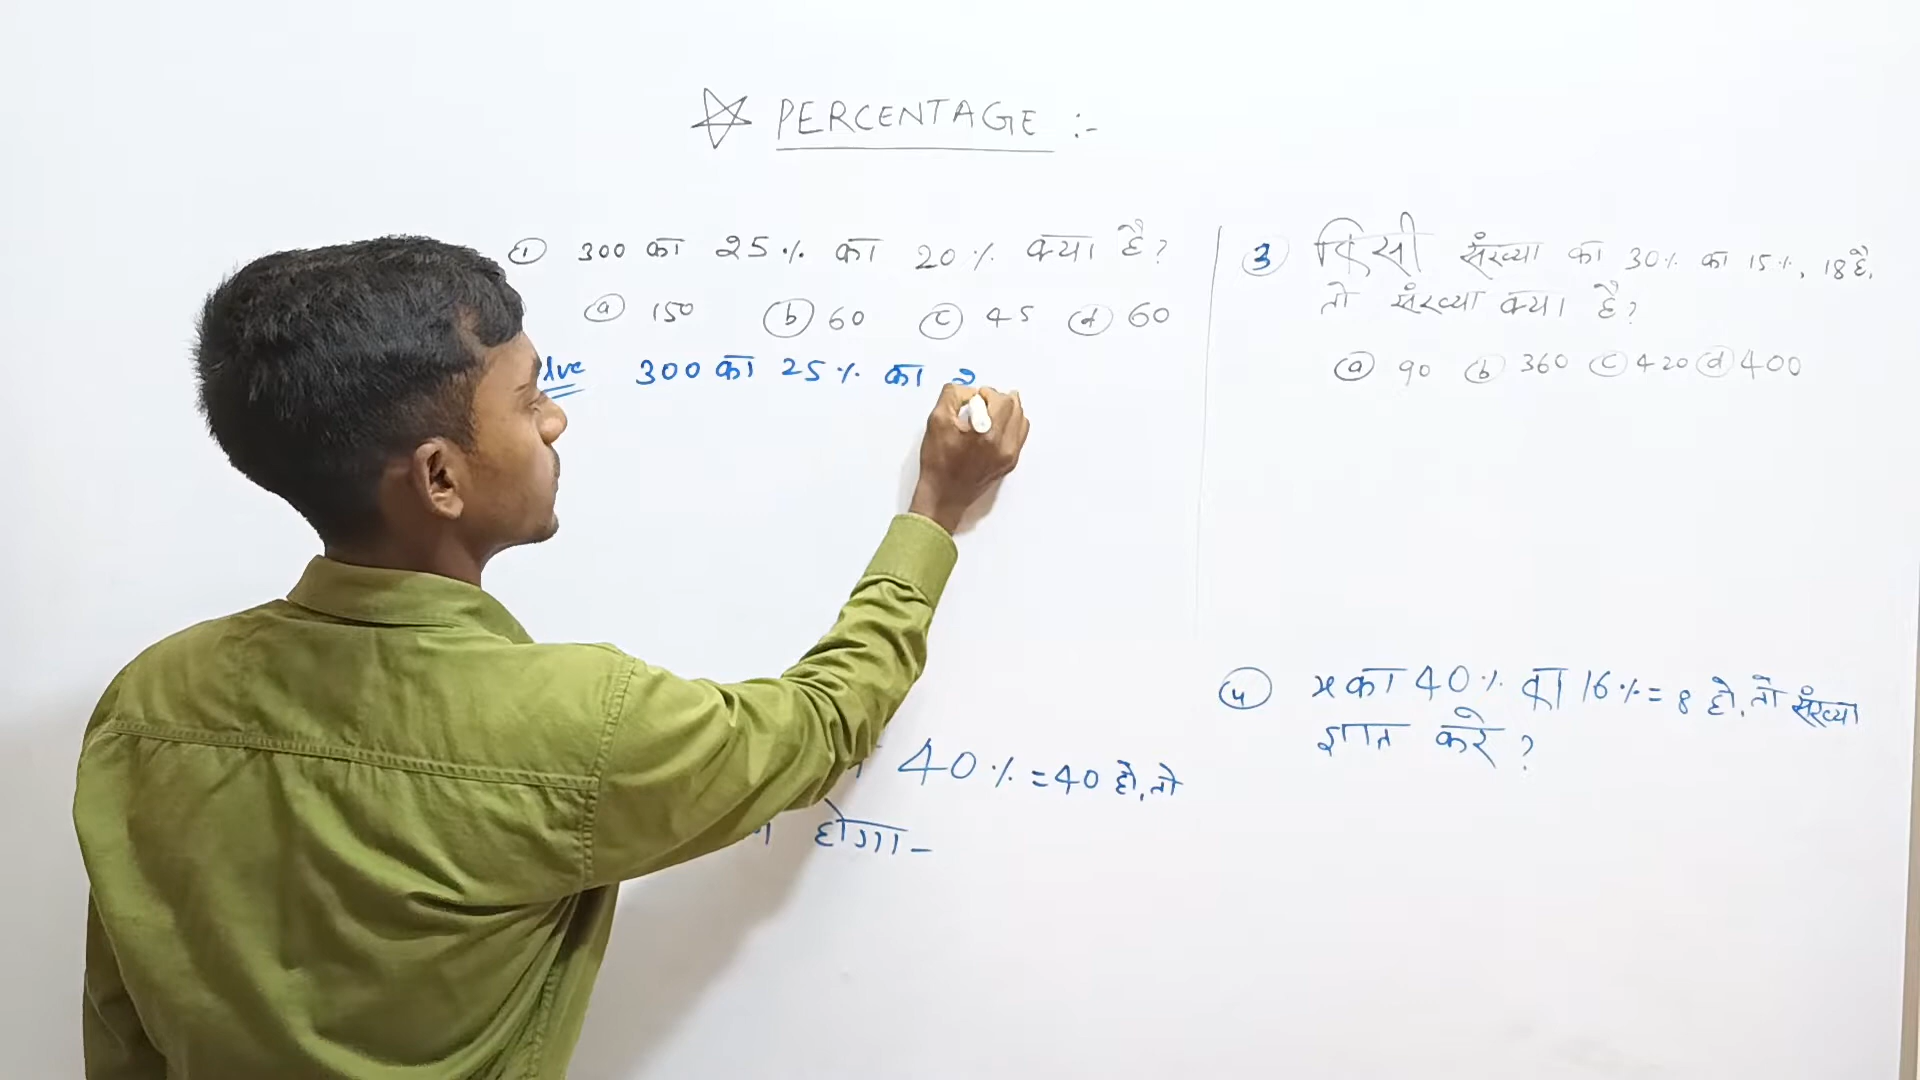 ☆ PERCENTAGE :-
① 300 का 25% का 20% क्या है?
ⓐ 150 ⓑ 60 ⓒ 45 ⓓ 60
300 का 25% का 2
40% = 40 हो, तो
होगा-
③ किसी संख्या का 30% का 15%, 18 है,
तो संख्या क्या है?
ⓐ 90 ⓑ 360 ⓒ 420 ⓓ 400
④ x का 40% का 16% = 8 हो, तो संख्या
ज्ञात करे?